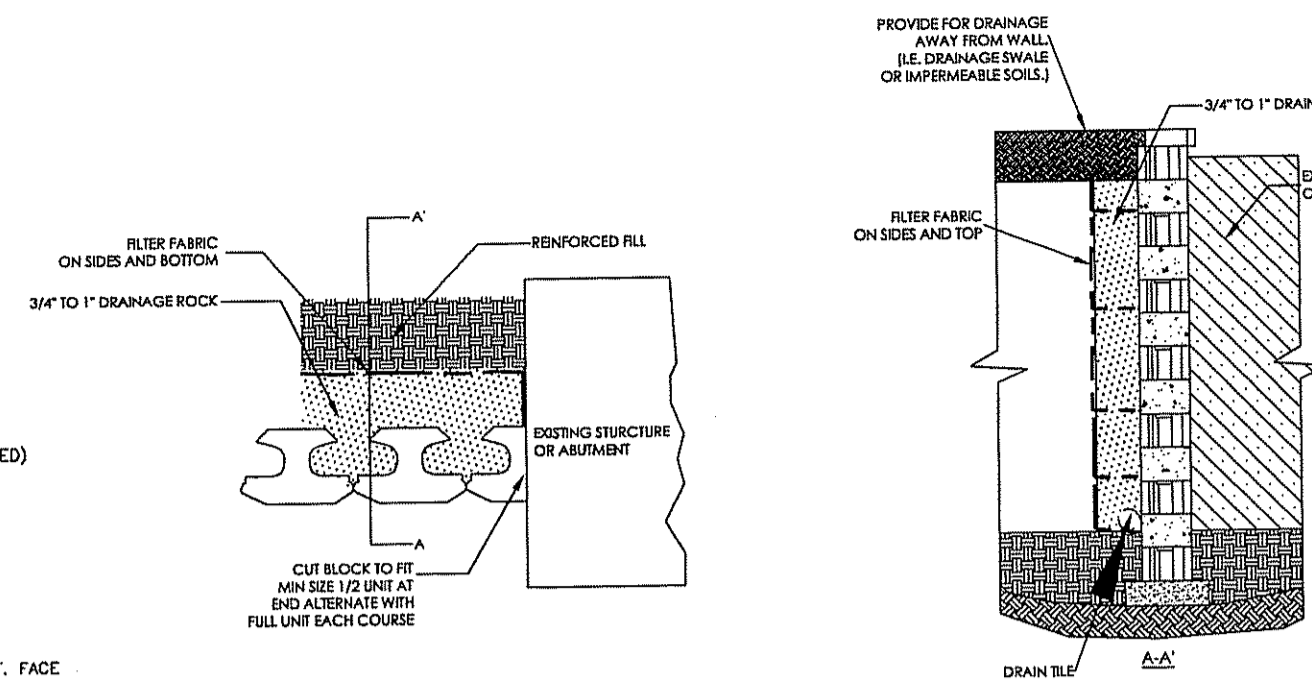 PROVIDE FOR DRAINAGE
AWAY FROM WALL.
(I.E. DRAINAGE SWALE
OR IMPERMEABLE SOILS.)
3/4" TO 1" DRAIN
FILTER FABRIC
ON SIDES AND TOP
A'
FILTER FABRIC
ON SIDES AND BOTTOM
REINFORCED FILL
3/4" TO 1" DRAINAGE ROCK
EXISTING STURCTURE
OR ABUTMENT
ED)
A
CUT BLOCK TO FIT
MIN SIZE 1/2 UNIT AT
END ALTERNATE WITH
FULL UNIT EACH COURSE
DRAIN TILE
A-A'
. FACE